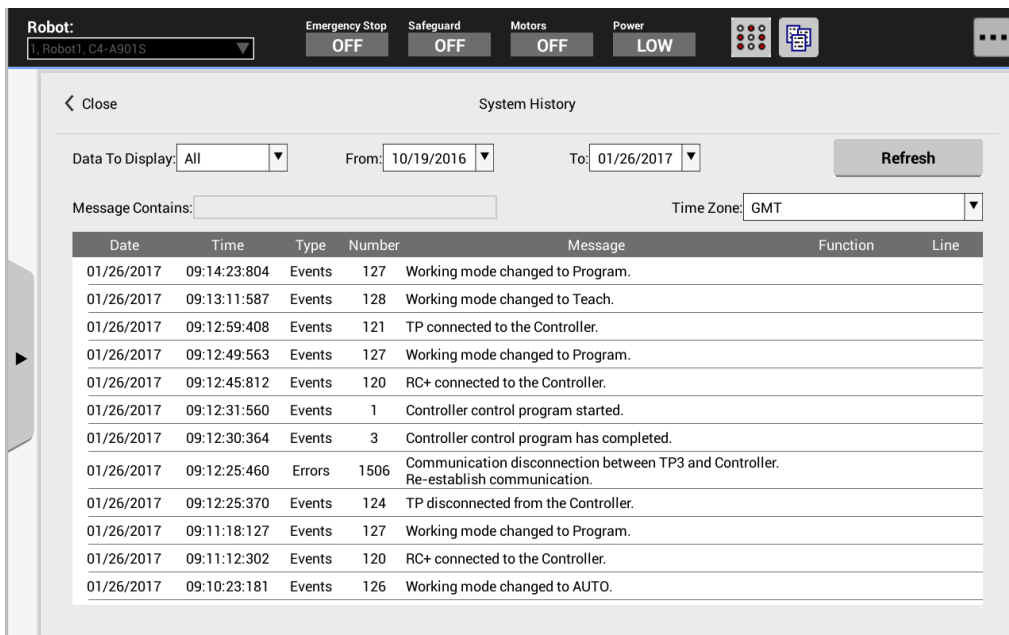 Robot:
1, Robot1, C4-A901S
Emergency Stop Safeguard Motors Power
OFF OFF OFF LOW
Close System History
Data To Display: All From: 10/19/2016 To: 01/26/2017 Refresh
Message Contains: Time Zone: GMT
Date Time Type Number Message Function Line
01/26/2017 09:14:23:804 Events 127 Working mode changed to Program.
01/26/2017 09:13:11:587 Events 128 Working mode changed to Teach.
01/26/2017 09:12:59:408 Events 121 TP connected to the Controller.
01/26/2017 09:12:49:563 Events 127 Working mode changed to Program.
01/26/2017 09:12:45:812 Events 120 RC+ connected to the Controller.
01/26/2017 09:12:31:560 Events 1 Controller control program started.
01/26/2017 09:12:30:364 Events 3 Controller control program has completed.
01/26/2017 09:12:25:460 Errors 1506 Communication disconnection between TP3 and Controller.
Re-establish communication.
01/26/2017 09:12:25:370 Events 124 TP disconnected from the Controller.
01/26/2017 09:11:18:127 Events 127 Working mode changed to Program.
01/26/2017 09:11:12:302 Events 120 RC+ connected to the Controller.
01/26/2017 09:10:23:181 Events 126 Working mode changed to AUTO.